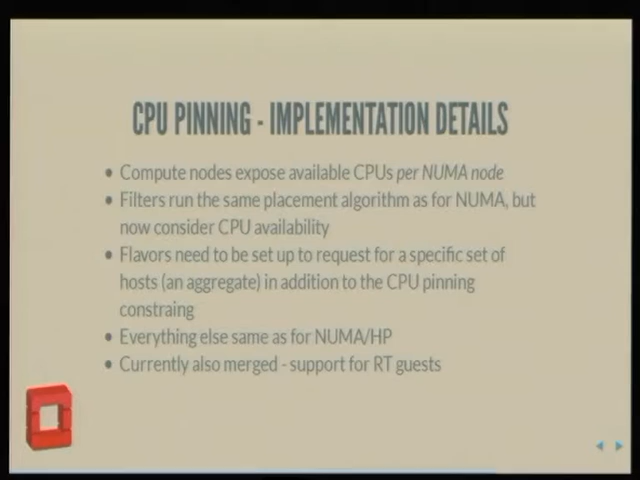 CPU PINNING - IMPLEMENTATION DETAILS
• Compute nodes expose available CPUs per NUMA node
• Filters run the same placement algorithm as for NUMA, but
now consider CPU availability
• Flavors need to be set up to request for a specific set of
hosts (an aggregate) in addition to the CPU pinning
constraing
• Everything else same as for NUMA/HP
• Currently also merged - support for RT guests